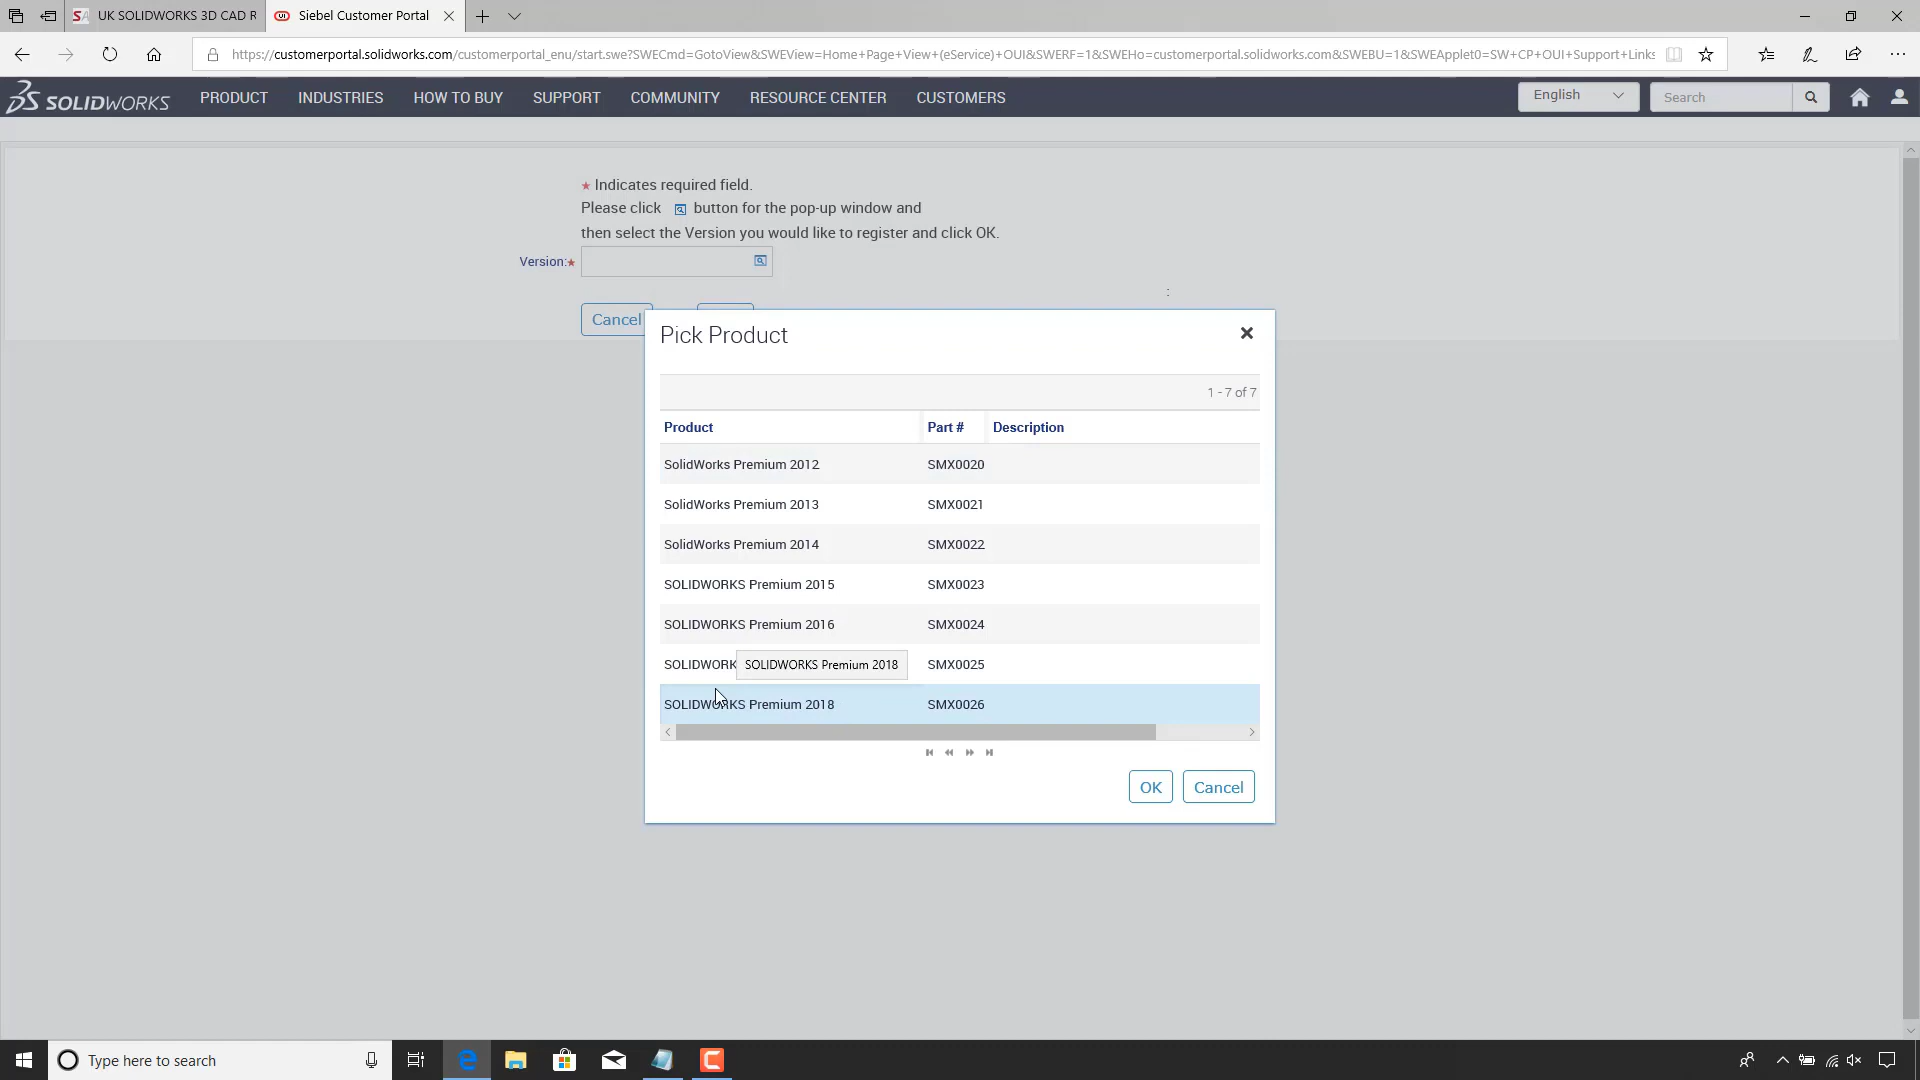 UK SOLIDWORKS 3D CAD R
Siebel Customer Portal
https://customerportal.solidworks.com/customerportal_enu/start.swe?SWECmd=GotoView&SWEView=Home+Page+View+(eService)+OUI&SWERF=1&SWEHo=customerportal.solidworks.com&SWEBU=1&SWEApplet0=SW+CP+OUI+Support+Links
SOLIDWORKS PRODUCT INDUSTRIES HOW TO BUY SUPPORT COMMUNITY RESOURCE CENTER CUSTOMERS English Search
★ Indicates required field.
Please click button for the pop-up window and
then select the Version you would like to register and click OK.
Version:★
:
Cancel
Pick Product
1 - 7 of 7
Product Part # Description
SolidWorks Premium 2012 SMX0020
SolidWorks Premium 2013 SMX0021
SolidWorks Premium 2014 SMX0022
SOLIDWORKS Premium 2015 SMX0023
SOLIDWORKS Premium 2016 SMX0024
SOLIDWORK SOLIDWORKS Premium 2018 SMX0025
SOLIDWORKS Premium 2018 SMX0026
OK Cancel
Type here to search